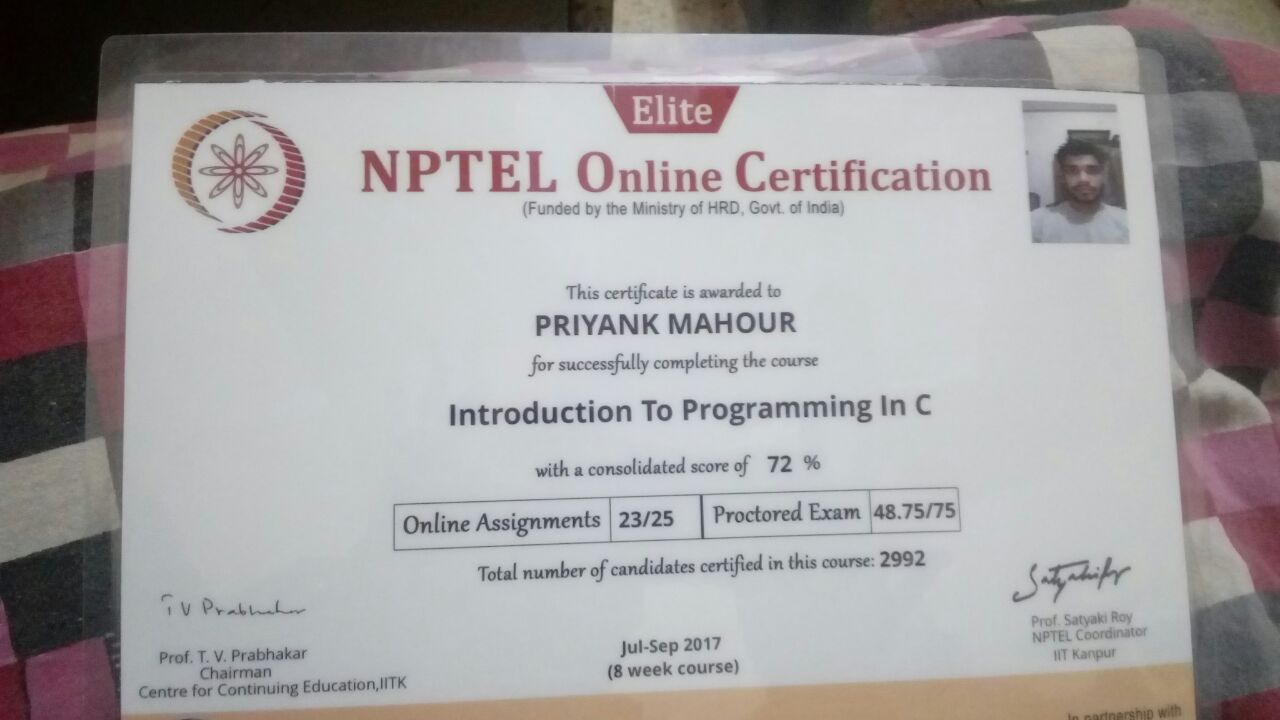 Elite
NPTEL Online Certification
(Funded by the Ministry of HRD, Govt. of India)
This certificate is awarded to
PRIYANK MAHOUR
for successfully completing the course
Introduction To Programming In C
with a consolidated score of 72 %
Online Assignments 23/25 Proctored Exam 48.75/75
Total number of candidates certified in this course: 2992
T V Prabhakar
Prof. T. V. Prabhakar
Chairman
Centre for Continuing Education,IITK
Jul-Sep 2017
(8 week course)
Prof. Satyaki Roy
NPTEL Coordinator
IIT Kanpur
In partnership with